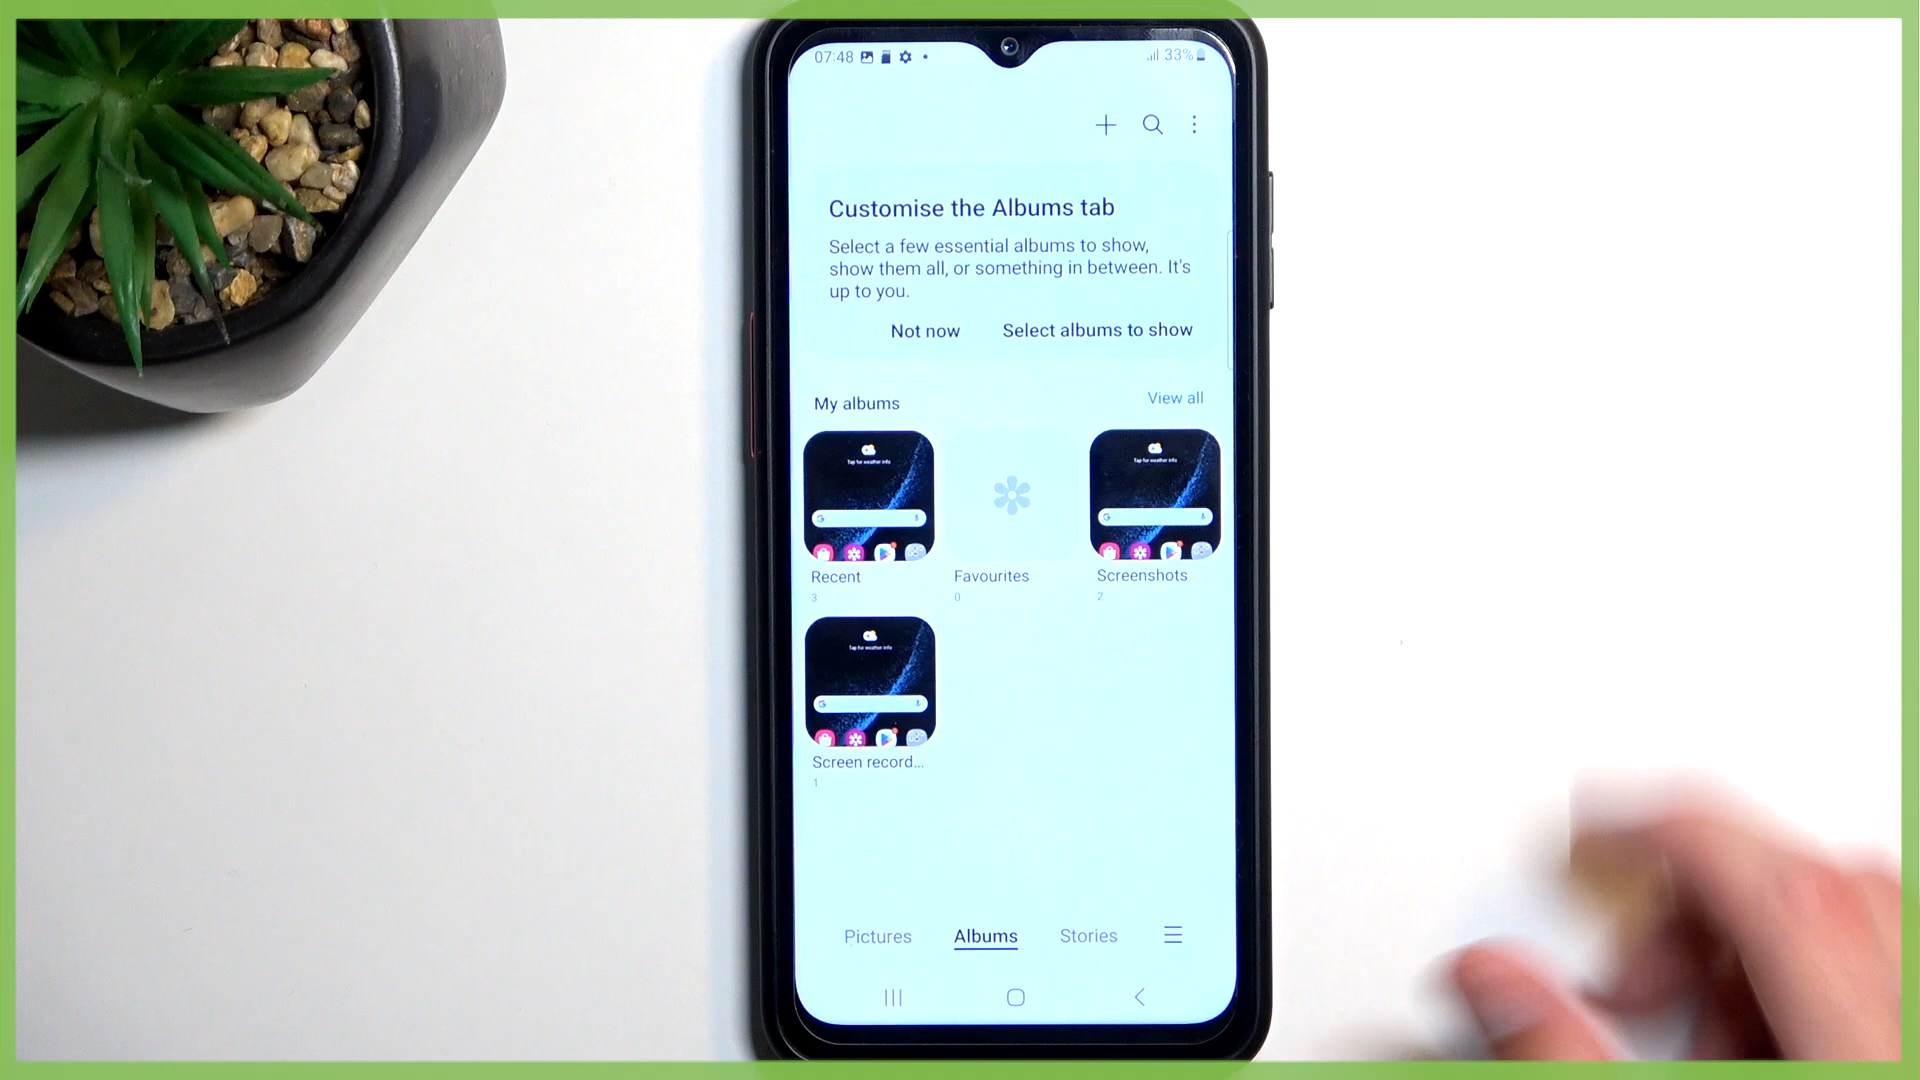 07:48
33%
Customise the Albums tab
Select a few essential albums to show,
show them all, or something in between. It's
up to you.
Not now
Select albums to show
My albums
View all
Tap for weather info
Tap for weather info
Recent
3
Favourites
0
Screenshots
2
Tap for weather info
Screen record...
1
Pictures
Albums
Stories